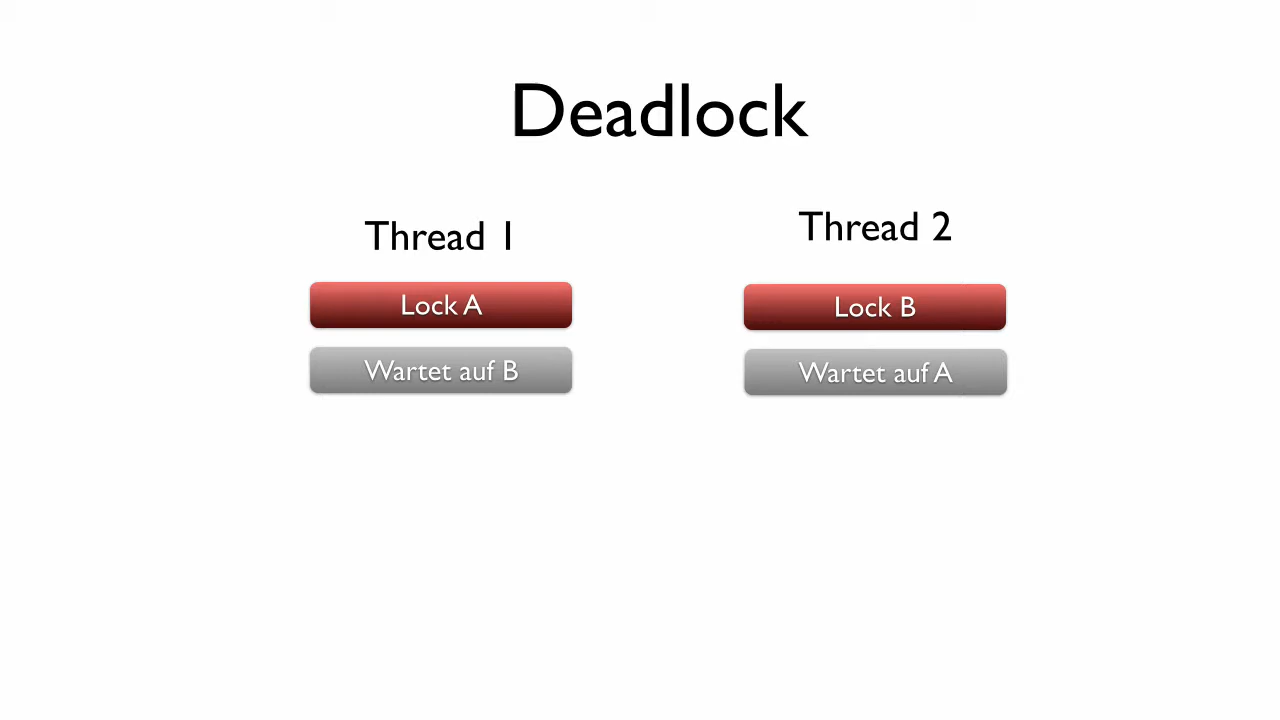 Deadlock
Thread 1
Thread 2
Lock A
Lock B
Wartet auf B
Wartet auf A